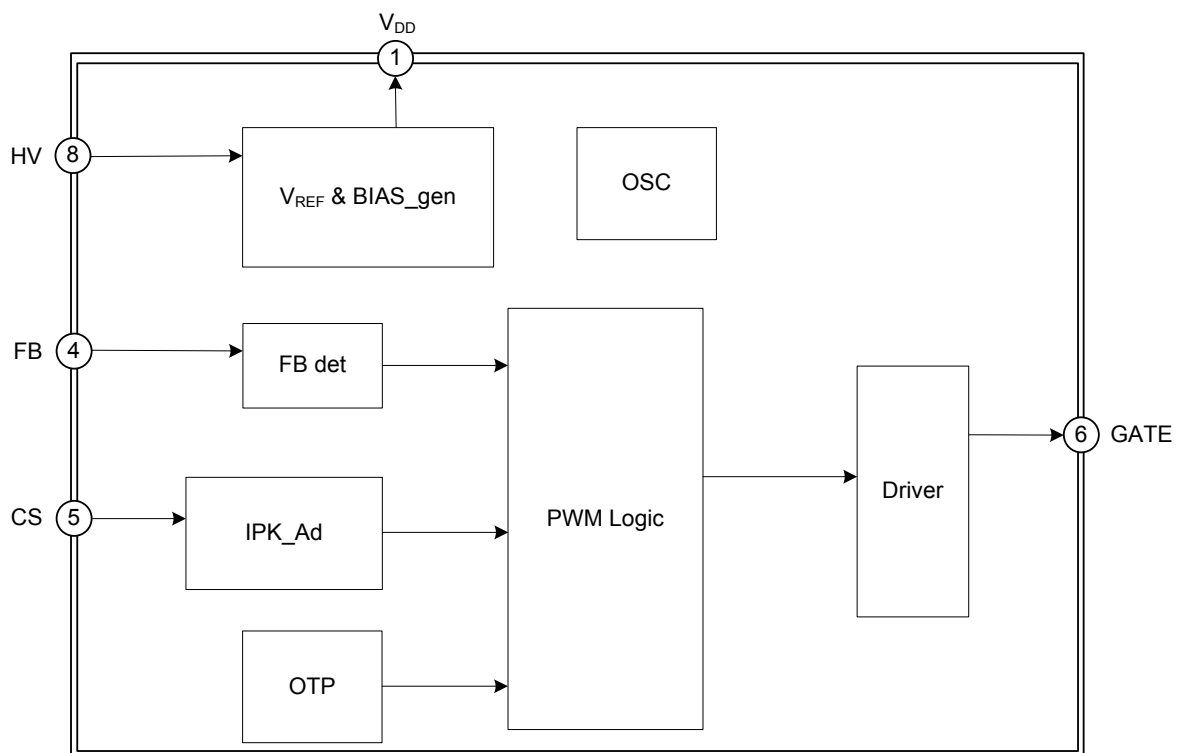 VDD
1
HV
8
VREF & BIAS_gen
OSC
FB
4
FB det
6
GATE
CS
5
IPK_Ad
PWM Logic
Driver
OTP